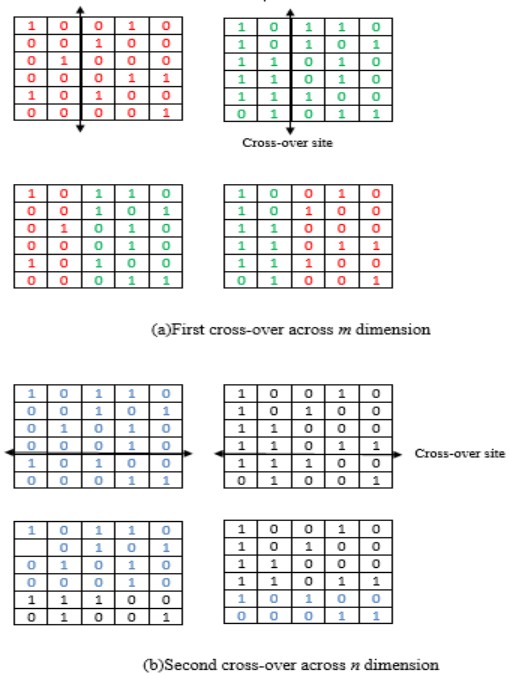 1 0 0 1 0 1 0 1 1 0
0 0 1 0 0 1 0 1 0 1
0 1 0 0 0 1 1 0 1 0
0 0 0 1 1 1 1 0 1 0
1 0 1 0 0 1 1 1 0 0
0 0 0 0 1 0 1 0 1 1
Cross-over site
1 0 1 1 0 1 0 0 1 0
0 0 1 0 1 1 0 1 0 0
0 1 0 1 0 1 1 0 0 0
0 0 0 1 0 1 1 0 1 1
1 0 1 0 0 1 1 1 0 0
0 0 0 1 1 0 1 0 0 1
(a)First cross-over across m dimension
1 0 1 1 0 1 0 0 1 0
0 0 1 0 1 1 0 1 0 0
0 1 0 1 0 1 1 0 0 0
0 0 0 1 0 1 1 0 1 1
Cross-over site
1 0 1 0 0 1 1 1 0 0
0 0 0 1 1 0 1 0 0 1
1 0 1 1 0 1 0 0 1 0
0 1 0 1 1 0 1 0 0
0 1 0 1 0 1 1 0 0 0
0 0 0 1 0 1 1 0 1 1
1 1 1 0 0 1 0 1 0 0
0 1 0 0 1 0 0 0 1 1
(b)Second cross-over across n dimension